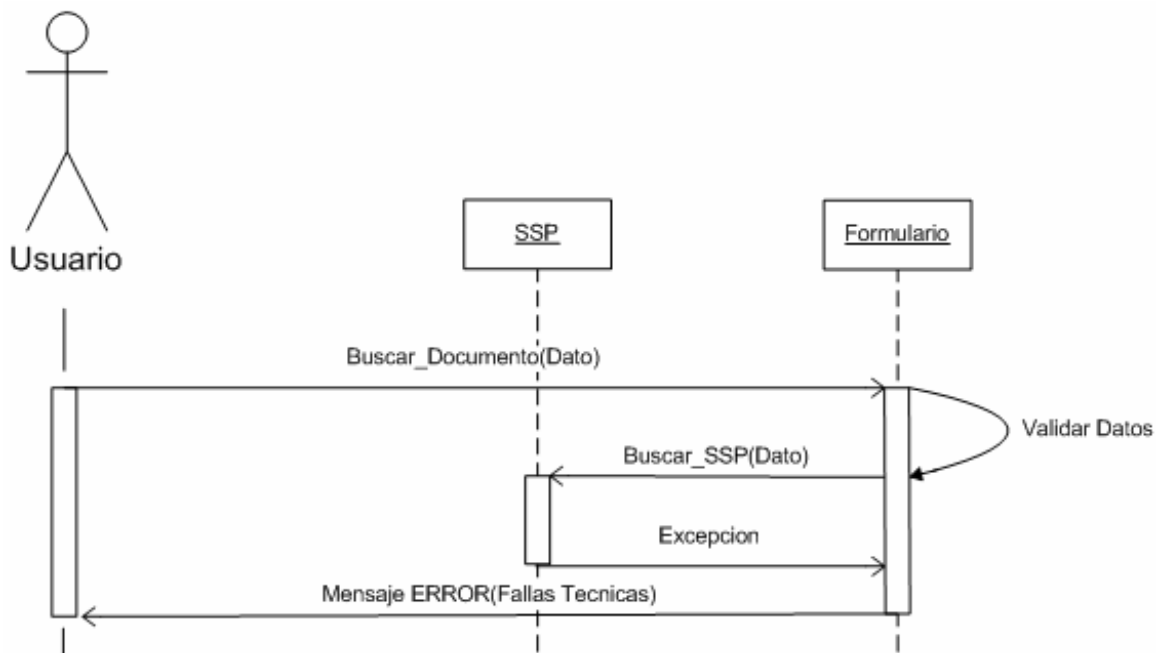 Usuario
SSP
Formulario
Buscar_Documento(Dato)
Validar Datos
Buscar_SSP(Dato)
Excepcion
Mensaje ERROR(Fallas Tecnicas)